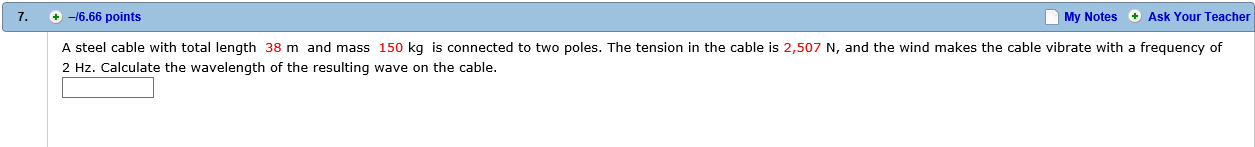 7. –/6.66 points My Notes Ask Your Teacher
A steel cable with total length 38 m and mass 150 kg is connected to two poles. The tension in the cable is 2,507 N, and the wind makes the cable vibrate with a frequency of
2 Hz. Calculate the wavelength of the resulting wave on the cable.